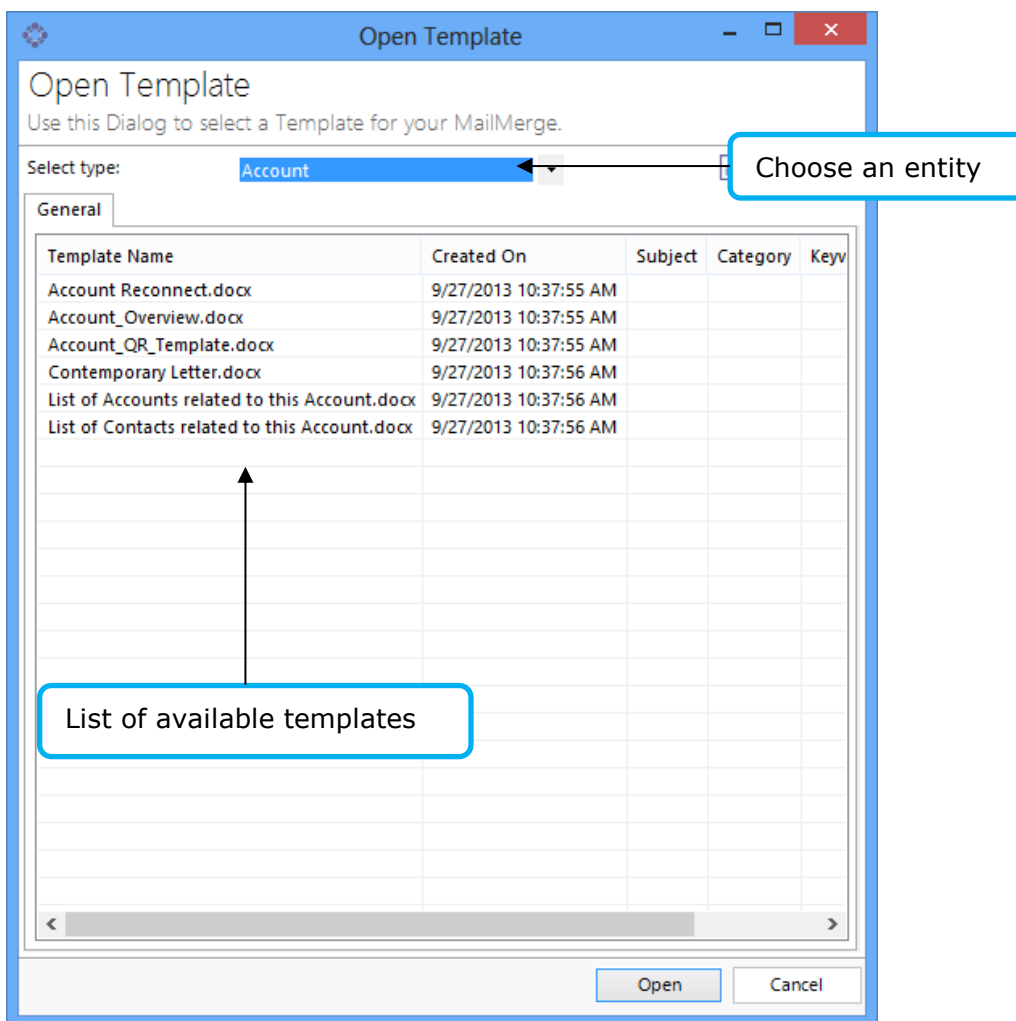 Open Template
Open Template
Use this Dialog to select a Template for your MailMerge.
Select type: Account
Choose an entity
General
Template Name Created On Subject Category Keyw
Account Reconnect.docx 9/27/2013 10:37:55 AM
Account_Overview.docx 9/27/2013 10:37:55 AM
Account_QR_Template.docx 9/27/2013 10:37:55 AM
Contemporary Letter.docx 9/27/2013 10:37:56 AM
List of Accounts related to this Account.docx 9/27/2013 10:37:56 AM
List of Contacts related to this Account.docx 9/27/2013 10:37:56 AM
List of available templates
Open Cancel